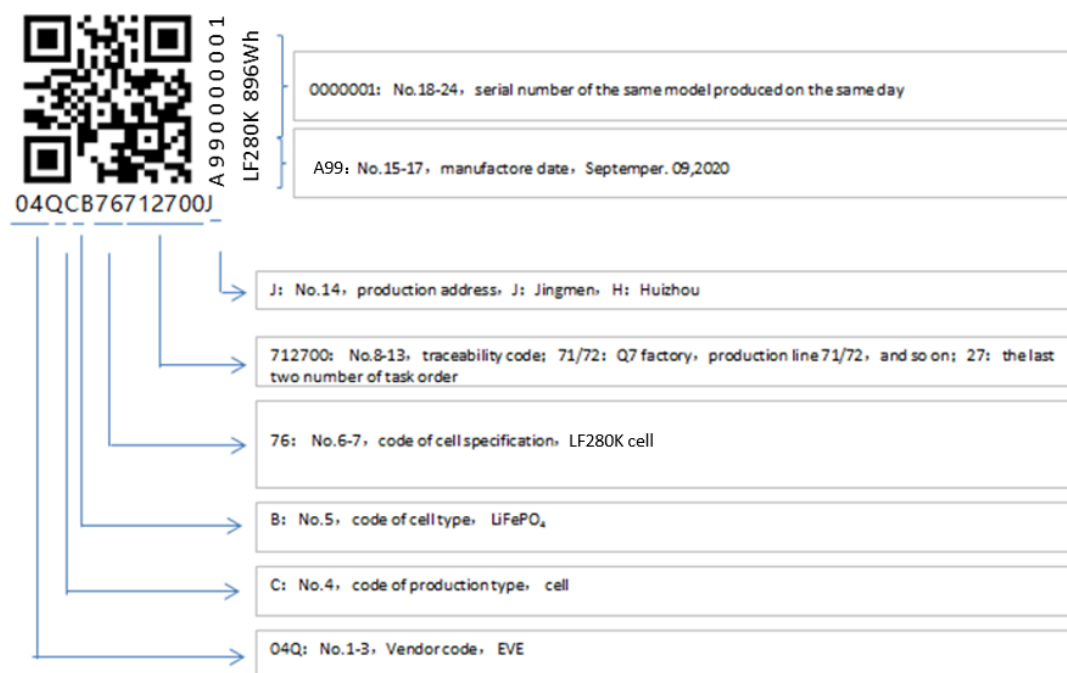 A990000001
LF280K 896Wh
04QCB76712700J
0000001: No.18-24, serial number of the same model produced on the same day
A99: No.15-17, manufactore date, Septemper. 09,2020
J: No.14, production address, J: Jingmen, H: Huizhou
712700: No.8-13, traceability code; 71/72: Q7 factory, production line 71/72, and so on; 27: the last
two number of task order
76: No.6-7, code of cell specification, LF280K cell
B: No.5, code of cell type, LiFePO₄
C: No.4, code of production type, cell
04Q: No.1-3, Vendor code, EVE